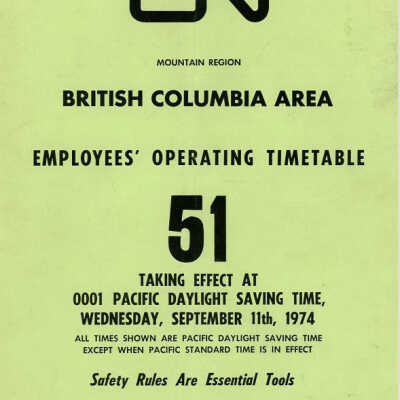 MOUNTAIN REGION
BRITISH COLUMBIA AREA
EMPLOYEES' OPERATING TIMETABLE
51
TAKING EFFECT AT
0001 PACIFIC DAYLIGHT SAVING TIME,
WEDNESDAY, SEPTEMBER 11th, 1974
ALL TIMES SHOWN ARE PACIFIC DAYLIGHT SAVING TIME
EXCEPT WHEN PACIFIC STANDARD TIME IS IN EFFECT
Safety Rules Are Essential Tools